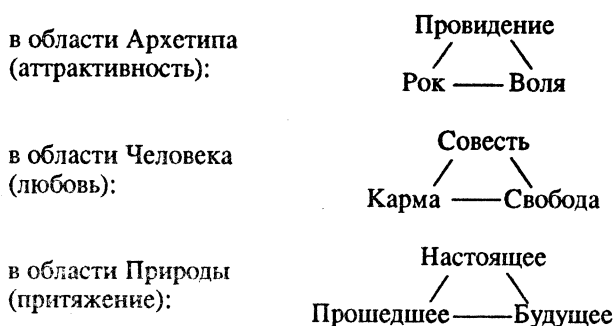 в области Архетипа
(аттрактивность):
Провидение
Рок Воля
в области Человека
(любовь):
Совесть
Карма Свобода
в области Природы
(притяжение):
Настоящее
Прошедшее Будущее